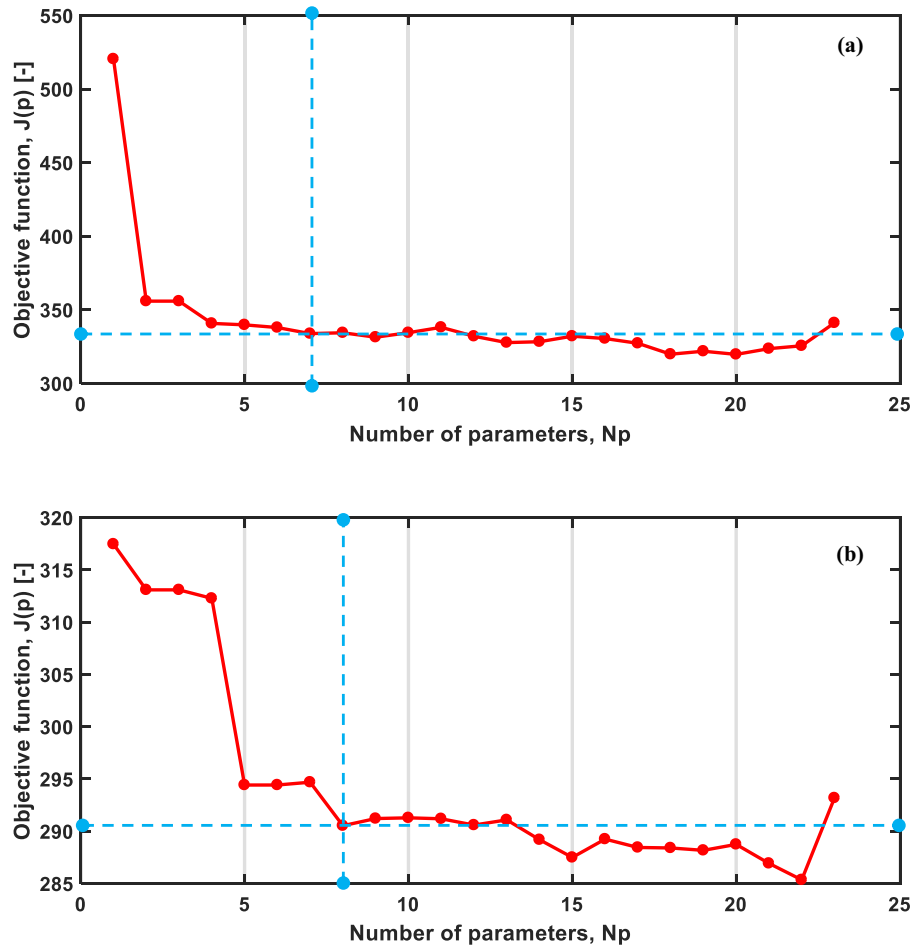 (a)
Objective function, J(p) [-]
550
500
450
400
350
300
0 5 10 15 20 25
Number of parameters, Np
(b)
Objective function, J(p) [-]
320
315
310
305
300
295
290
285
0 5 10 15 20 25
Number of parameters, Np